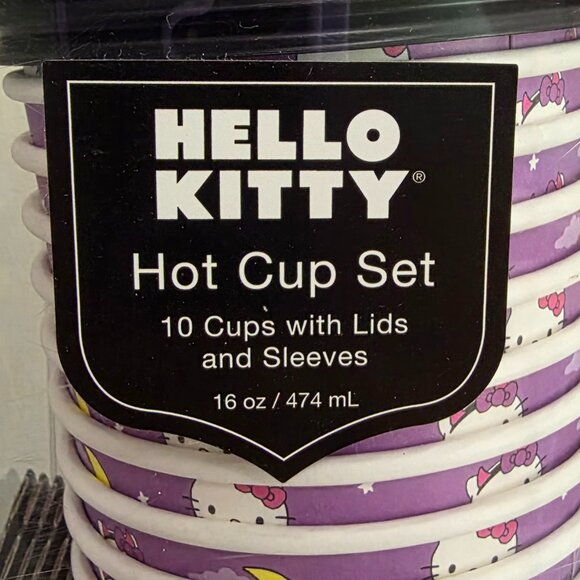 HELLO
KITTY®
Hot Cup Set
10 Cups with Lids
and Sleeves
16 oz / 474 mL